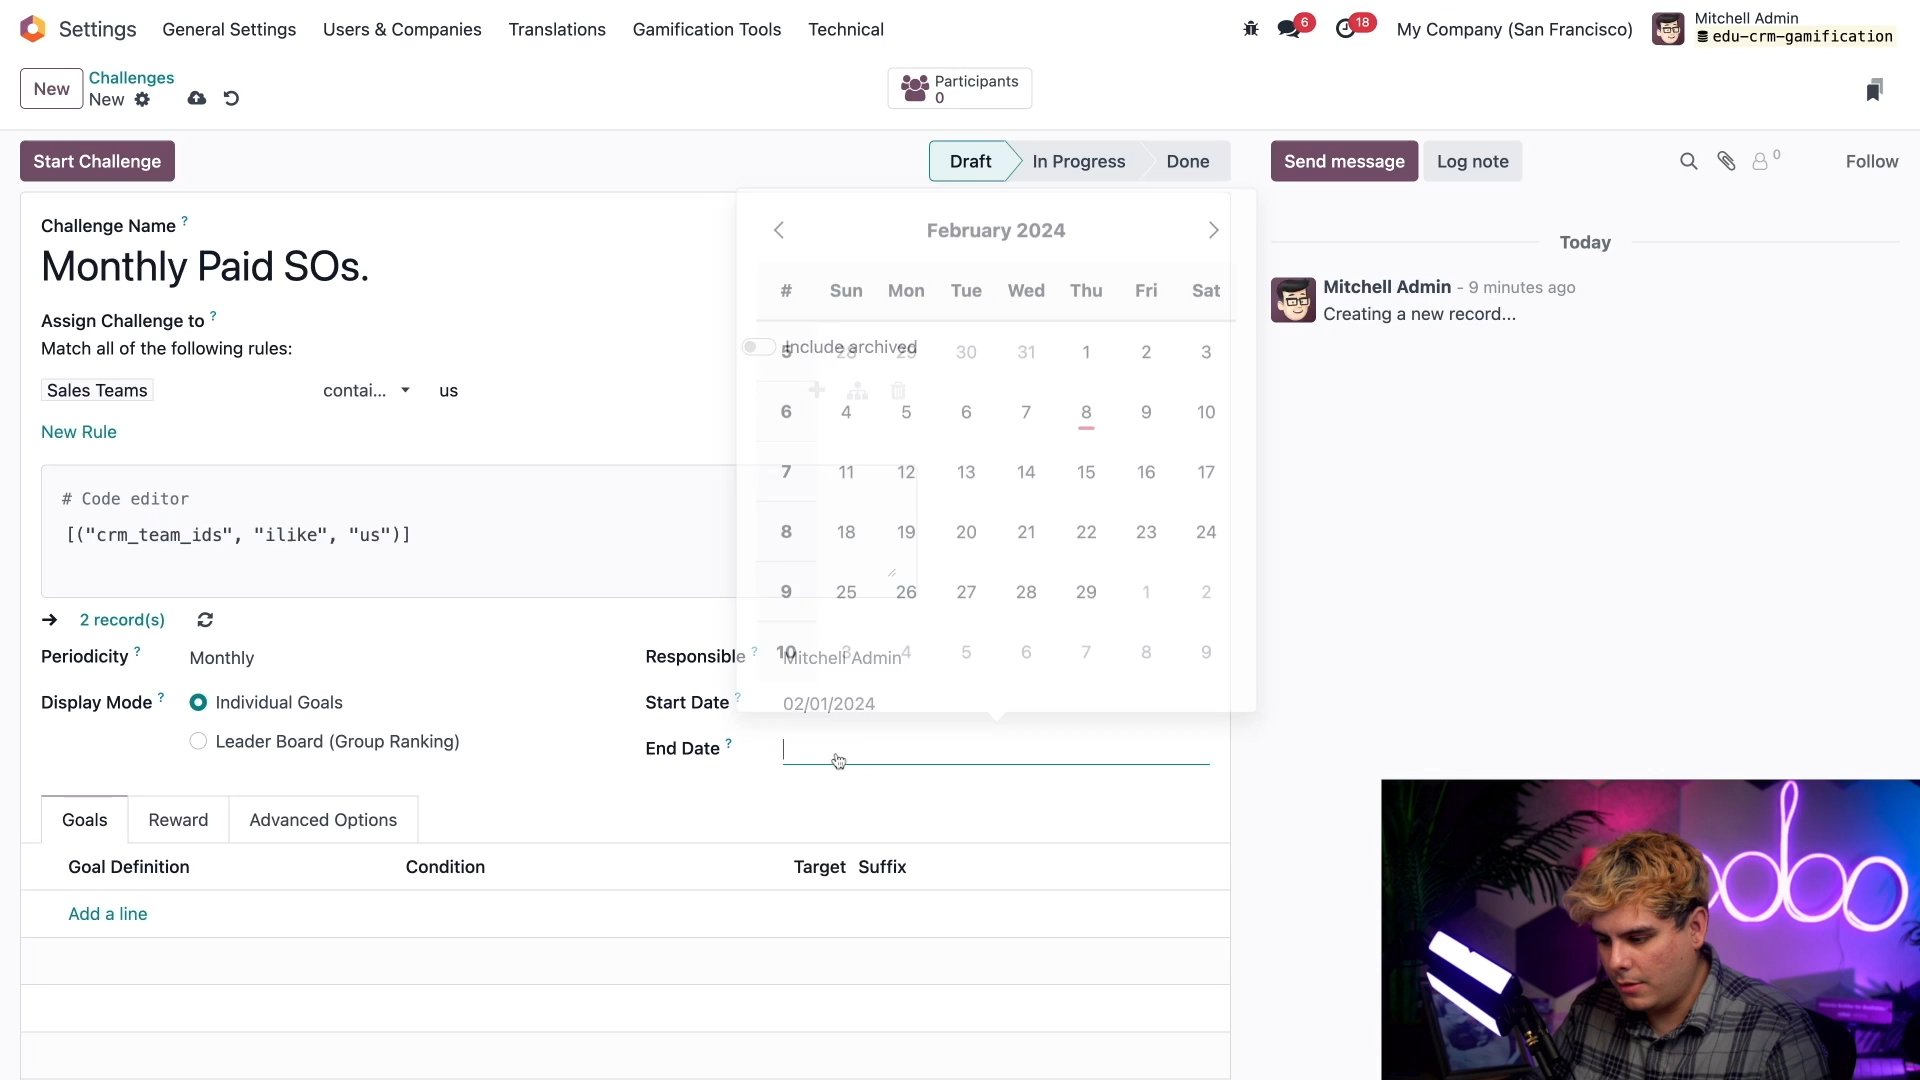 Settings General Settings Users & Companies Translations Gamification Tools Technical 6 18 My Company (San Francisco) Mitchell Admin
edu-crm-gamification
New Challenges
New
Participants
0
Start Challenge Draft In Progress Done Send message Log note 0 Follow
Challenge Name ?
Monthly Paid SOs.
Assign Challenge to ?
Match all of the following rules:
Sales Teams contai... us
New Rule
# Code editor
[("crm_team_ids", "ilike", "us")]
2 record(s)
Periodicity ? Monthly
Display Mode ? Individual Goals
Leader Board (Group Ranking)
Responsible ? Mitchell Admin
Start Date ? 02/01/2024
End Date ?
February 2024
# Sun Mon Tue Wed Thu Fri Sat
Include archived
5 28 29 30 31 1 2 3
6 4 5 6 7 8 9 10
7 11 12 13 14 15 16 17
8 18 19 20 21 22 23 24
9 25 26 27 28 29 1 2
10 3 4 5 6 7 8 9
Today
Mitchell Admin - 9 minutes ago
Creating a new record...
Goals Reward Advanced Options
Goal Definition Condition Target Suffix
Add a line
odoo